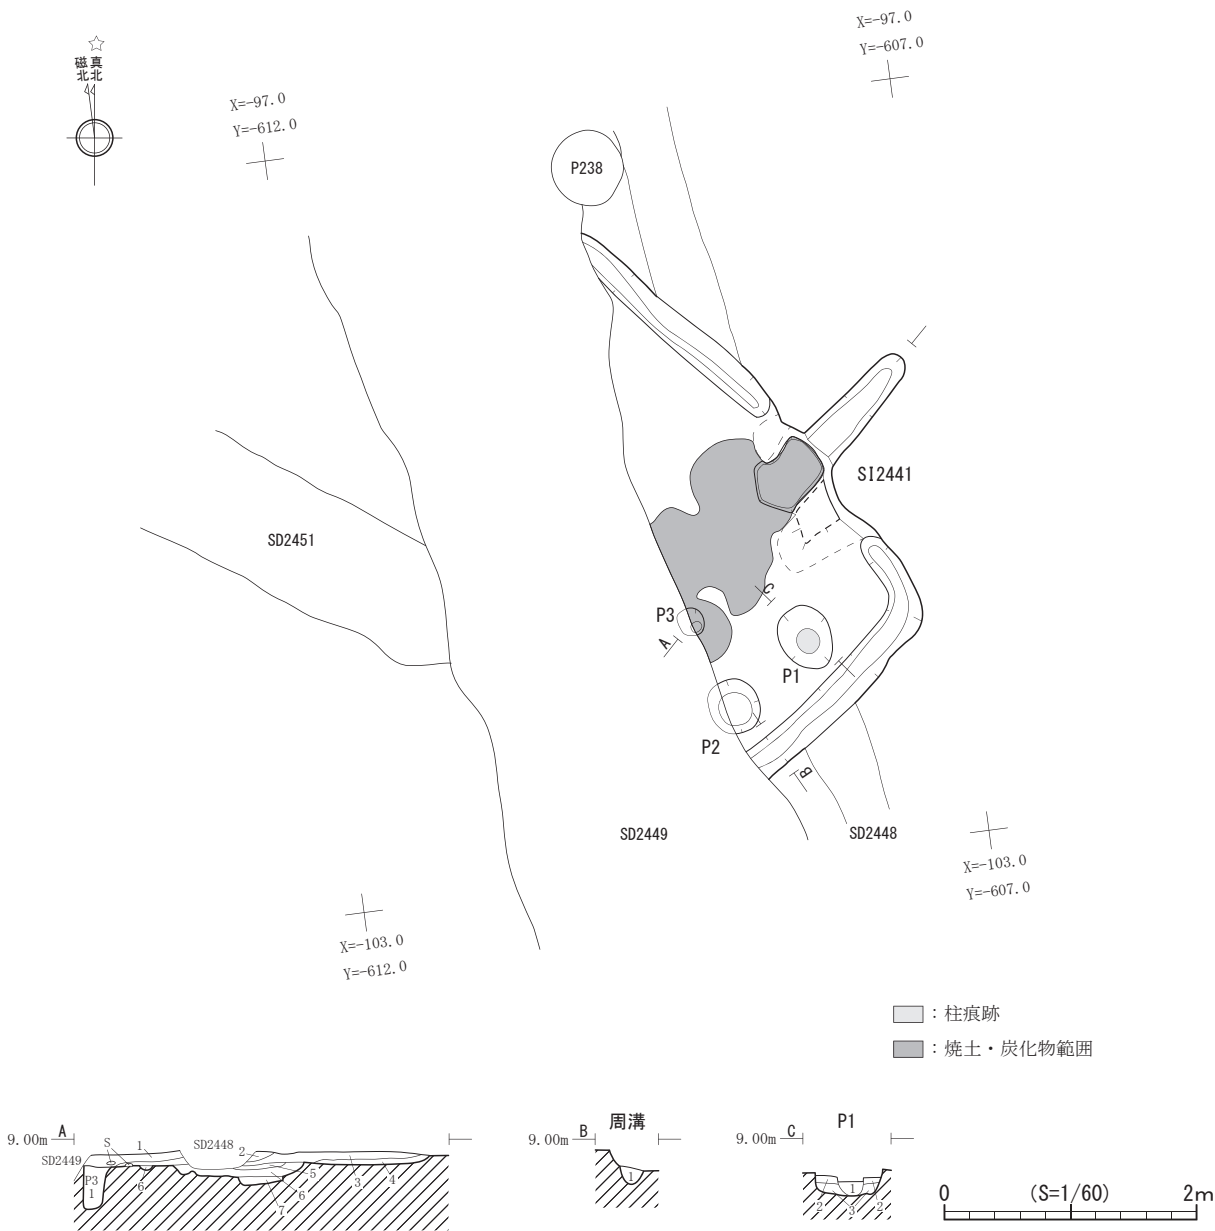 X=-97.0
Y=-607.0
磁北
真北
X=-97.0
Y=-612.0
P238
SI2441
SD2451
C
P3
A
P1
P2
B
SD2449
SD2448
X=-103.0
Y=-607.0
X=-103.0
Y=-612.0
：柱痕跡
：焼土・炭化物範囲
9.00m A
S 1 SD2448 2
SD2449
P3
1
6 5 6 7 3 4
周溝
9.00m B
1
P1
9.00m C
1
2 3 2
0 (S=1/60) 2m